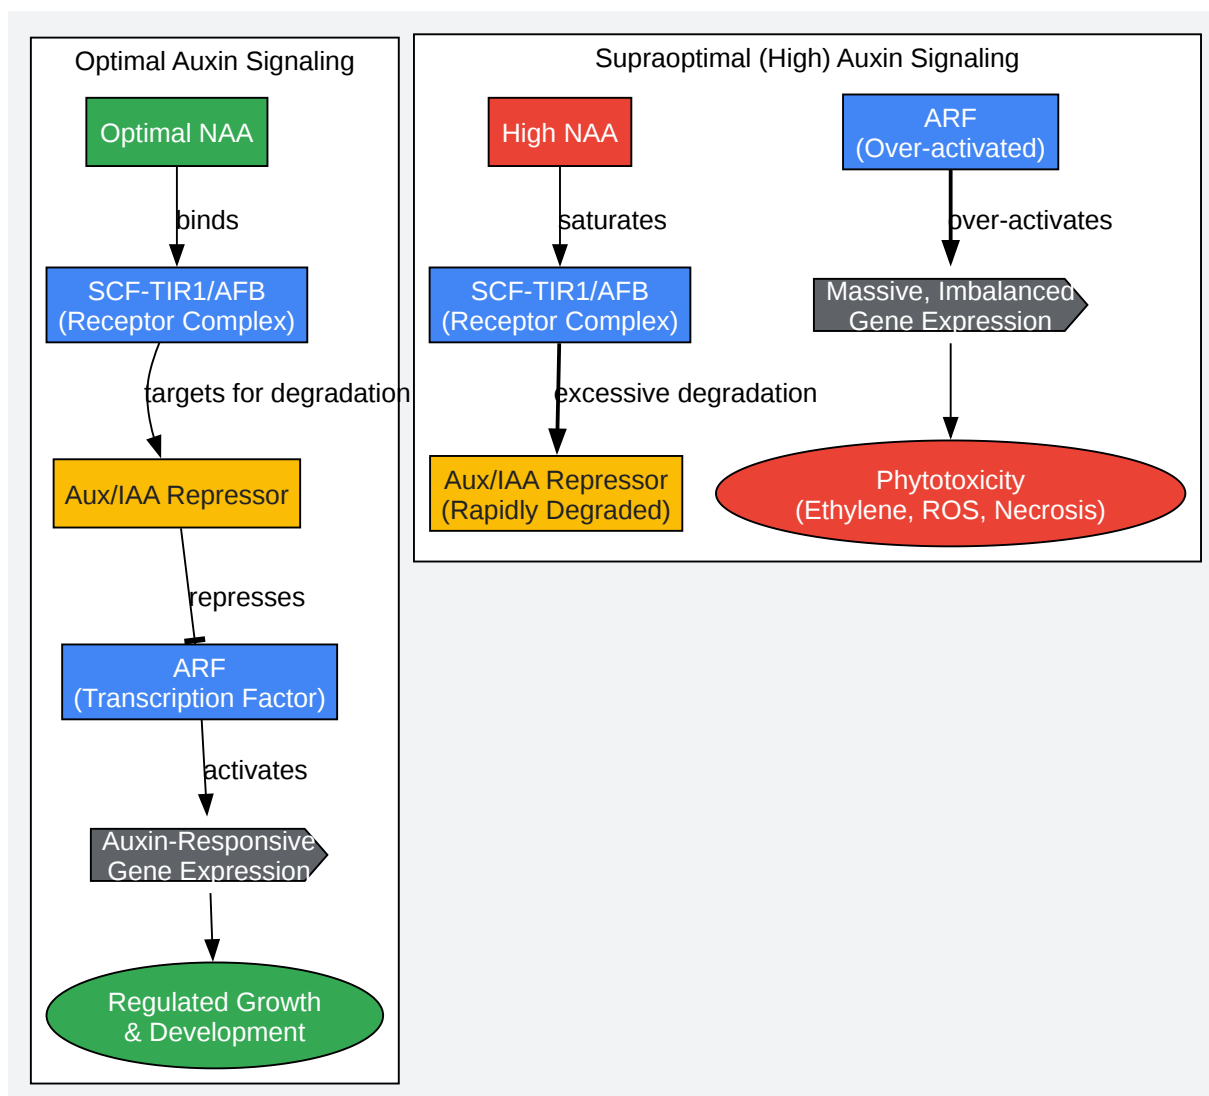 Optimal Auxin Signaling
Optimal NAA
binds
SCF-TIR1/AFB
(Receptor Complex)
targets for degradation
Aux/IAA Repressor
represses
ARF
(Transcription Factor)
activates
Auxin-Responsive
Gene Expression
Regulated Growth
& Development
Supraoptimal (High) Auxin Signaling
High NAA
saturates
SCF-TIR1/AFB
(Receptor Complex)
excessive degradation
Aux/IAA Repressor
(Rapidly Degraded)
ARF
(Over-activated)
over-activates
Massive, Imbalanced
Gene Expression
Phytotoxicity
(Ethylene, ROS, Necrosis)